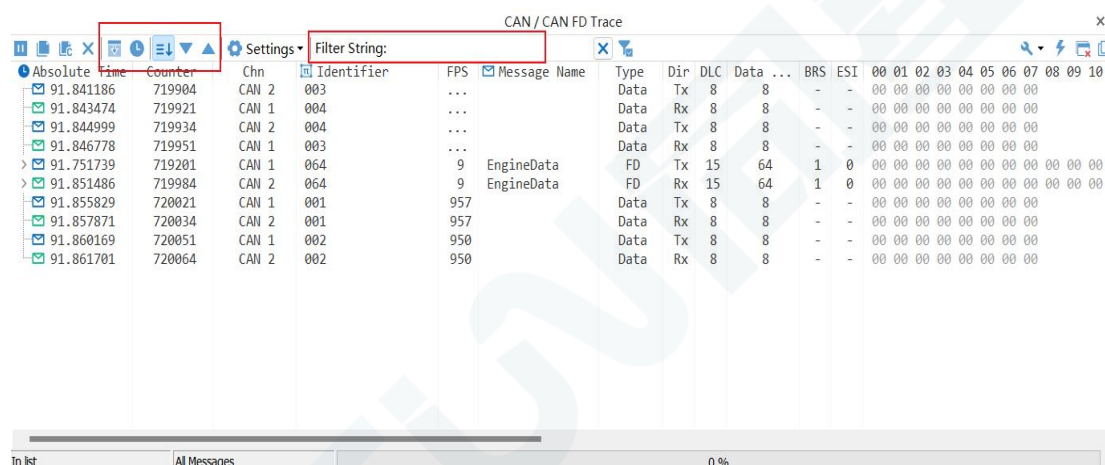 CAN / CAN FD Trace
Settings Filter String:
Absolute Time Counter Chn Identifier FPS Message Name Type Dir DLC Data ... BRS ESI 00 01 02 03 04 05 06 07 08 09 10
91.841186 719904 CAN 2 003 ... Data Tx 8 8 - - 00 00 00 00 00 00 00 00
91.843474 719921 CAN 1 004 ... Data Rx 8 8 - - 00 00 00 00 00 00 00 00
91.844999 719934 CAN 2 004 ... Data Tx 8 8 - - 00 00 00 00 00 00 00 00
91.846778 719951 CAN 1 003 ... Data Rx 8 8 - - 00 00 00 00 00 00 00 00
91.751739 719201 CAN 1 064 9 EngineData FD Tx 15 64 1 0 00 00 00 00 00 00 00 00 00 00 00
91.851486 719984 CAN 2 064 9 EngineData FD Rx 15 64 1 0 00 00 00 00 00 00 00 00 00 00 00
91.855829 720021 CAN 1 001 957 Data Tx 8 8 - - 00 00 00 00 00 00 00 00
91.857871 720034 CAN 2 001 957 Data Rx 8 8 - - 00 00 00 00 00 00 00 00
91.860169 720051 CAN 1 002 950 Data Tx 8 8 - - 00 00 00 00 00 00 00 00
91.861701 720064 CAN 2 002 950 Data Rx 8 8 - - 00 00 00 00 00 00 00 00
In list All Messages 0 %